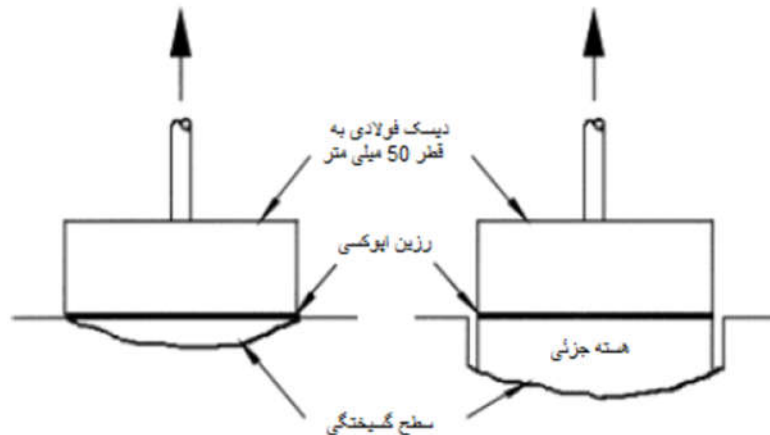 دیسک فولادی به
قطر 50 میلی متر
رزین اپوکسی
هسته جزئی
سطح گسیختگی